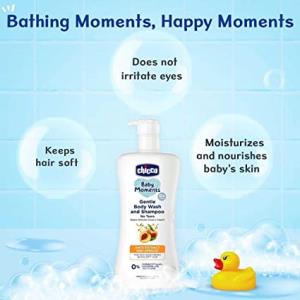 Bathing Moments, Happy Moments
Does not
irritate eyes
Keeps
hair soft
Moisturizes
and nourishes
baby's skin
chicco
Baby
Moments
Gentle
Body Wash
and Shampoo
No Tears
0%